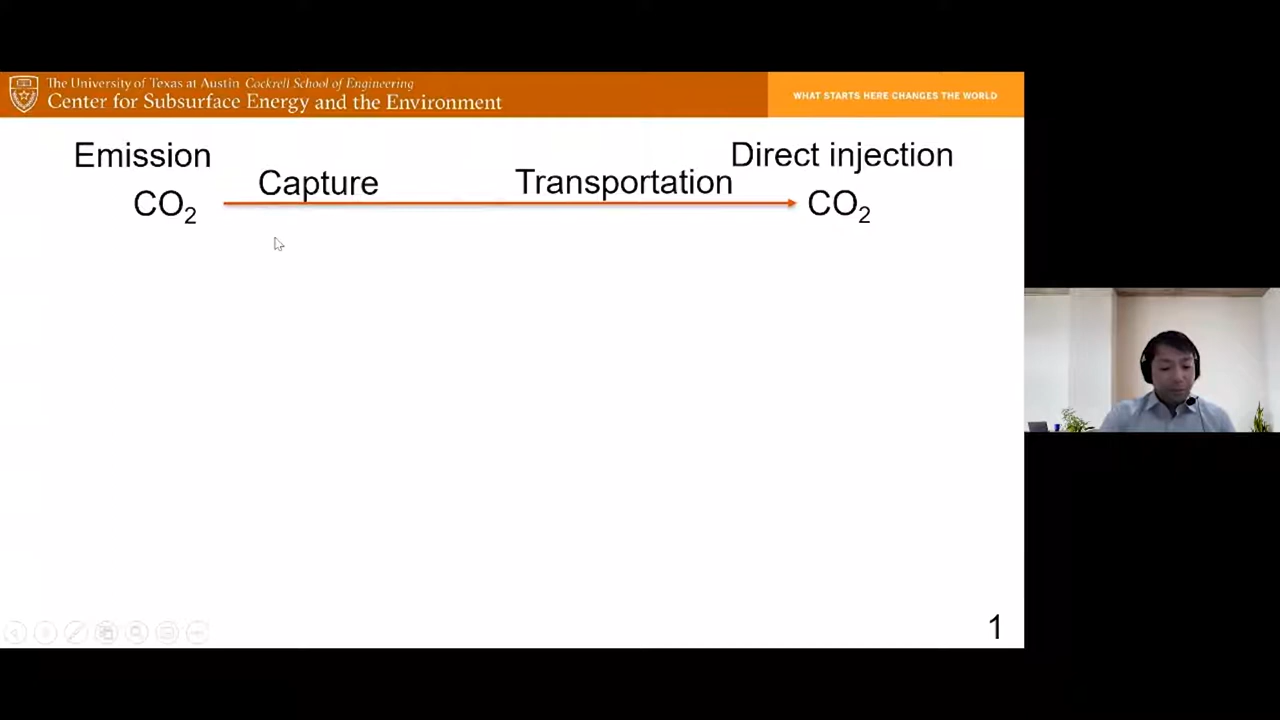 The University of Texas at Austin Cockrell School of Engineering
Center for Subsurface Energy and the Environment
WHAT STARTS HERE CHANGES THE WORLD
Emission
Direct injection
Capture
Transportation
CO₂
CO₂
1